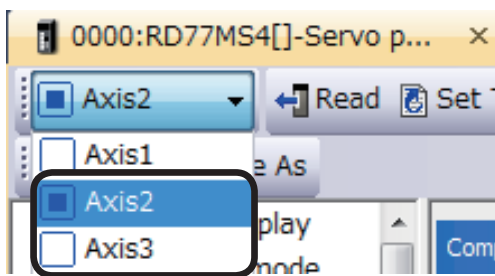 0000:RD77MS4[]-Servo p... ×
Axis2 Read Set
Axis1 e As
Axis2 play
Axis3 mode Com